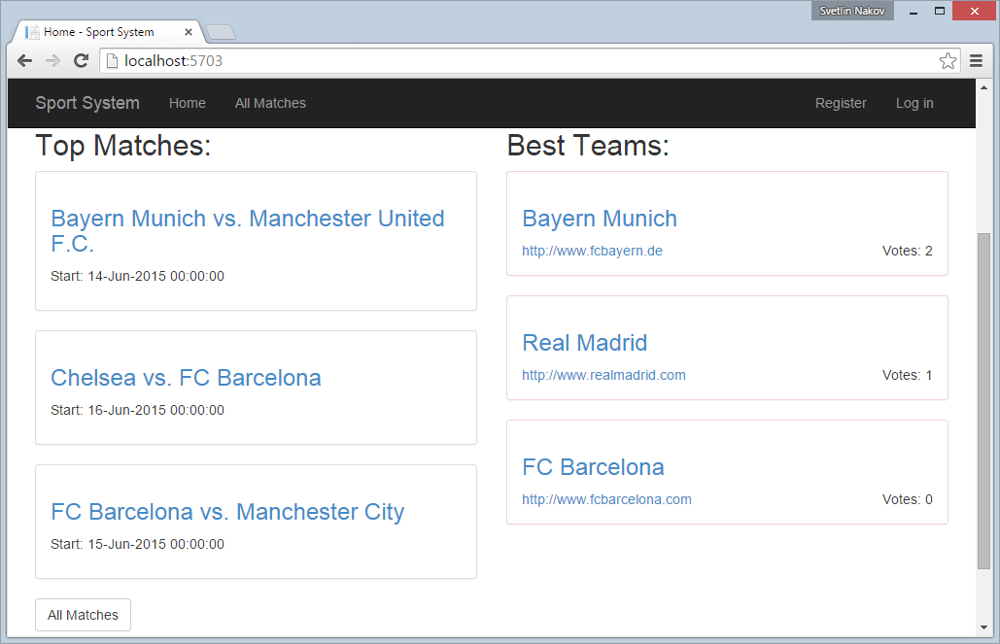 Svetlin Nakov
Home - Sport System
localhost:5703
Sport System Home All Matches Register Log in
Top Matches:
Bayern Munich vs. Manchester United
F.C.
Start: 14-Jun-2015 00:00:00
Chelsea vs. FC Barcelona
Start: 16-Jun-2015 00:00:00
FC Barcelona vs. Manchester City
Start: 15-Jun-2015 00:00:00
All Matches
Best Teams:
Bayern Munich
http://www.fcbayern.de Votes: 2
Real Madrid
http://www.realmadrid.com Votes: 1
FC Barcelona
http://www.fcbarcelona.com Votes: 0